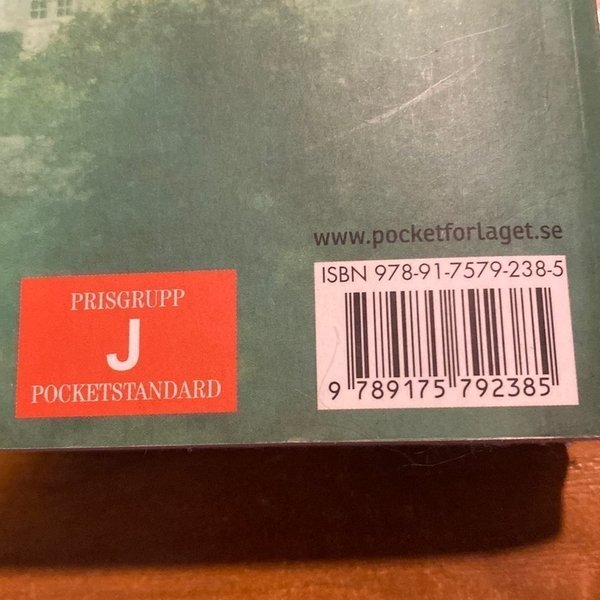 www.pocketforlaget.se
ISBN 978-91-7579-238-5
9 789175 792385
PRISGRUPP
J
POCKETSTANDARD